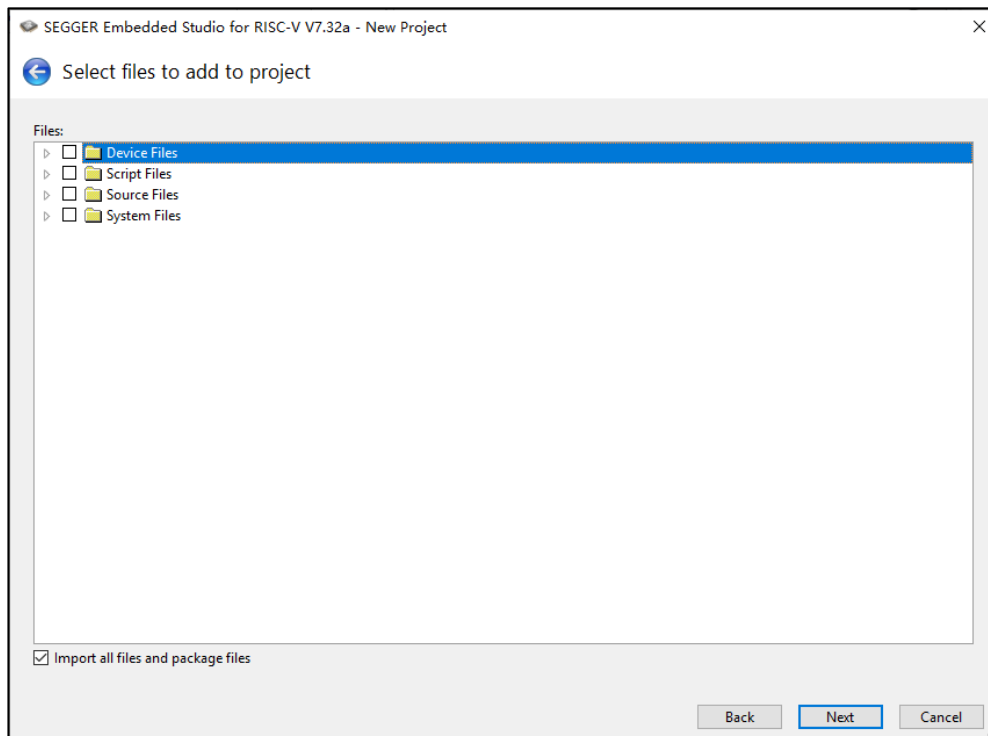 SEGGER Embedded Studio for RISC-V V7.32a - New Project
Select files to add to project
Files:
Device Files
Script Files
Source Files
System Files
Import all files and package files
Back Next Cancel